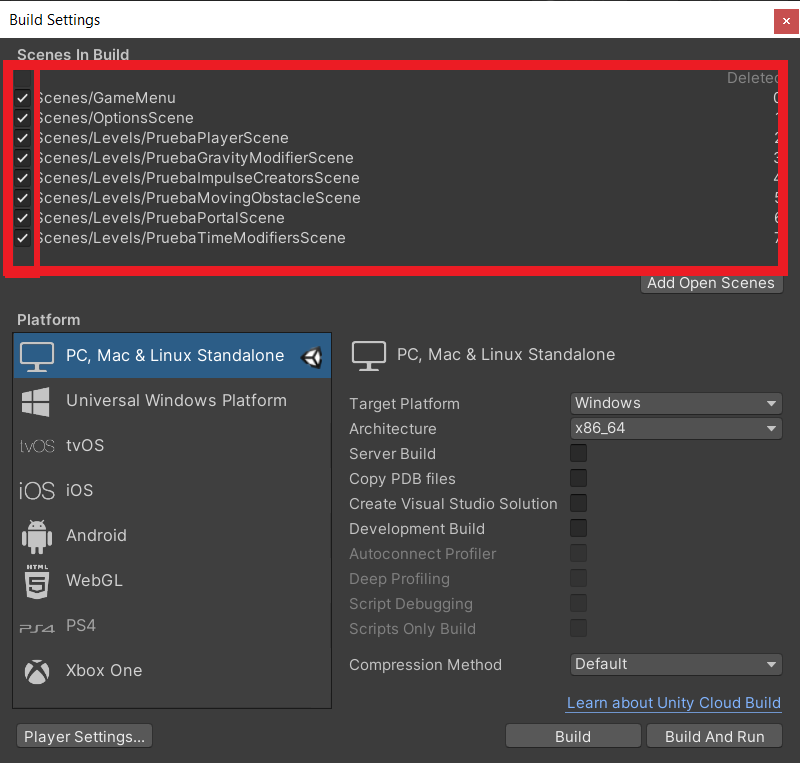 Build Settings
Scenes In Build
Deleted
Scenes/GameMenu 0
Scenes/OptionsScene 1
Scenes/Levels/PruebaPlayerScene 2
Scenes/Levels/PruebaGravityModifierScene 3
Scenes/Levels/PruebaImpulseCreatorsScene 4
Scenes/Levels/PruebaMovingObstacleScene 5
Scenes/Levels/PruebaPortalScene 6
Scenes/Levels/PruebaTimeModifiersScene 7
Add Open Scenes
Platform
PC, Mac & Linux Standalone
Universal Windows Platform
tvOS tvOS
iOS iOS
Android
HTML 5 WebGL
PS4 PS4
Xbox One
PC, Mac & Linux Standalone
Target Platform Windows
Architecture x86_64
Server Build
Copy PDB files
Create Visual Studio Solution
Development Build
Autoconnect Profiler
Deep Profiling
Script Debugging
Scripts Only Build
Compression Method Default
Learn about Unity Cloud Build
Player Settings... Build Build And Run